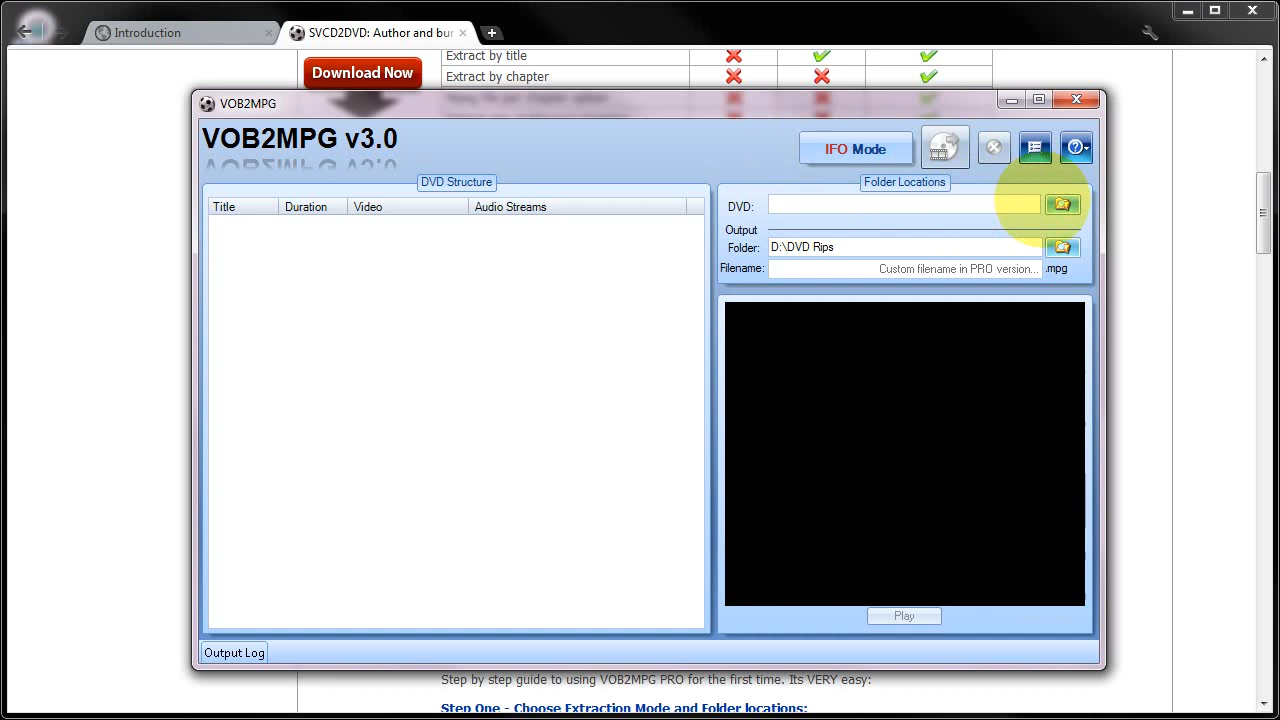 Introduction
SVCD2DVD: Author and bur
Extract by title
Download Now
Extract by chapter
VOB2MPG
VOB2MPG v3.0
IFO Mode
DVD Structure
Folder Locations
Title Duration Video Audio Streams
DVD:
Output
Folder: D:\DVD Rips
Filename: Custom filename in PRO version... .mpg
Play
Output Log
Step by step guide to using VOB2MPG PRO for the first time. Its VERY easy:
Step One - Choose Extraction Mode and Folder locations: